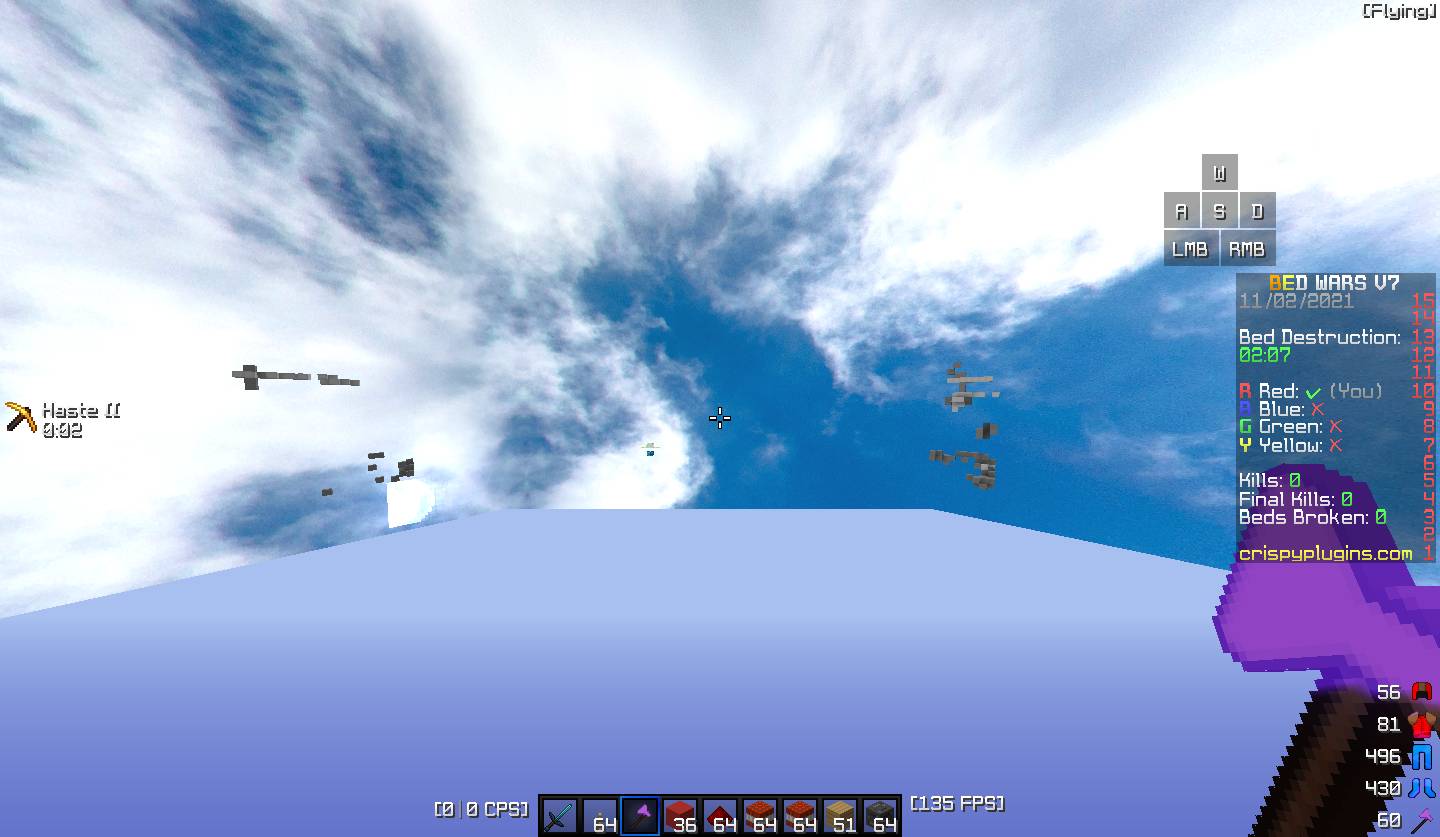 [Flying]
W
A S D
LMB RMB
BED WARS V7
11/02/2021 15
14
Bed Destruction: 13
02:07 12
11
R Red: ✓ (You) 10
B Blue: ✗ 9
G Green: ✗ 8
Y Yellow: ✗ 7
6
Kills: 0 5
Final Kills: 0 4
Beds Broken: 0 3
2
crispyplugins.com 1
Haste II
0:02
56
81
496
430
60
[0 | 0 CPS]
64 36 64 64 64 51 64
[135 FPS]